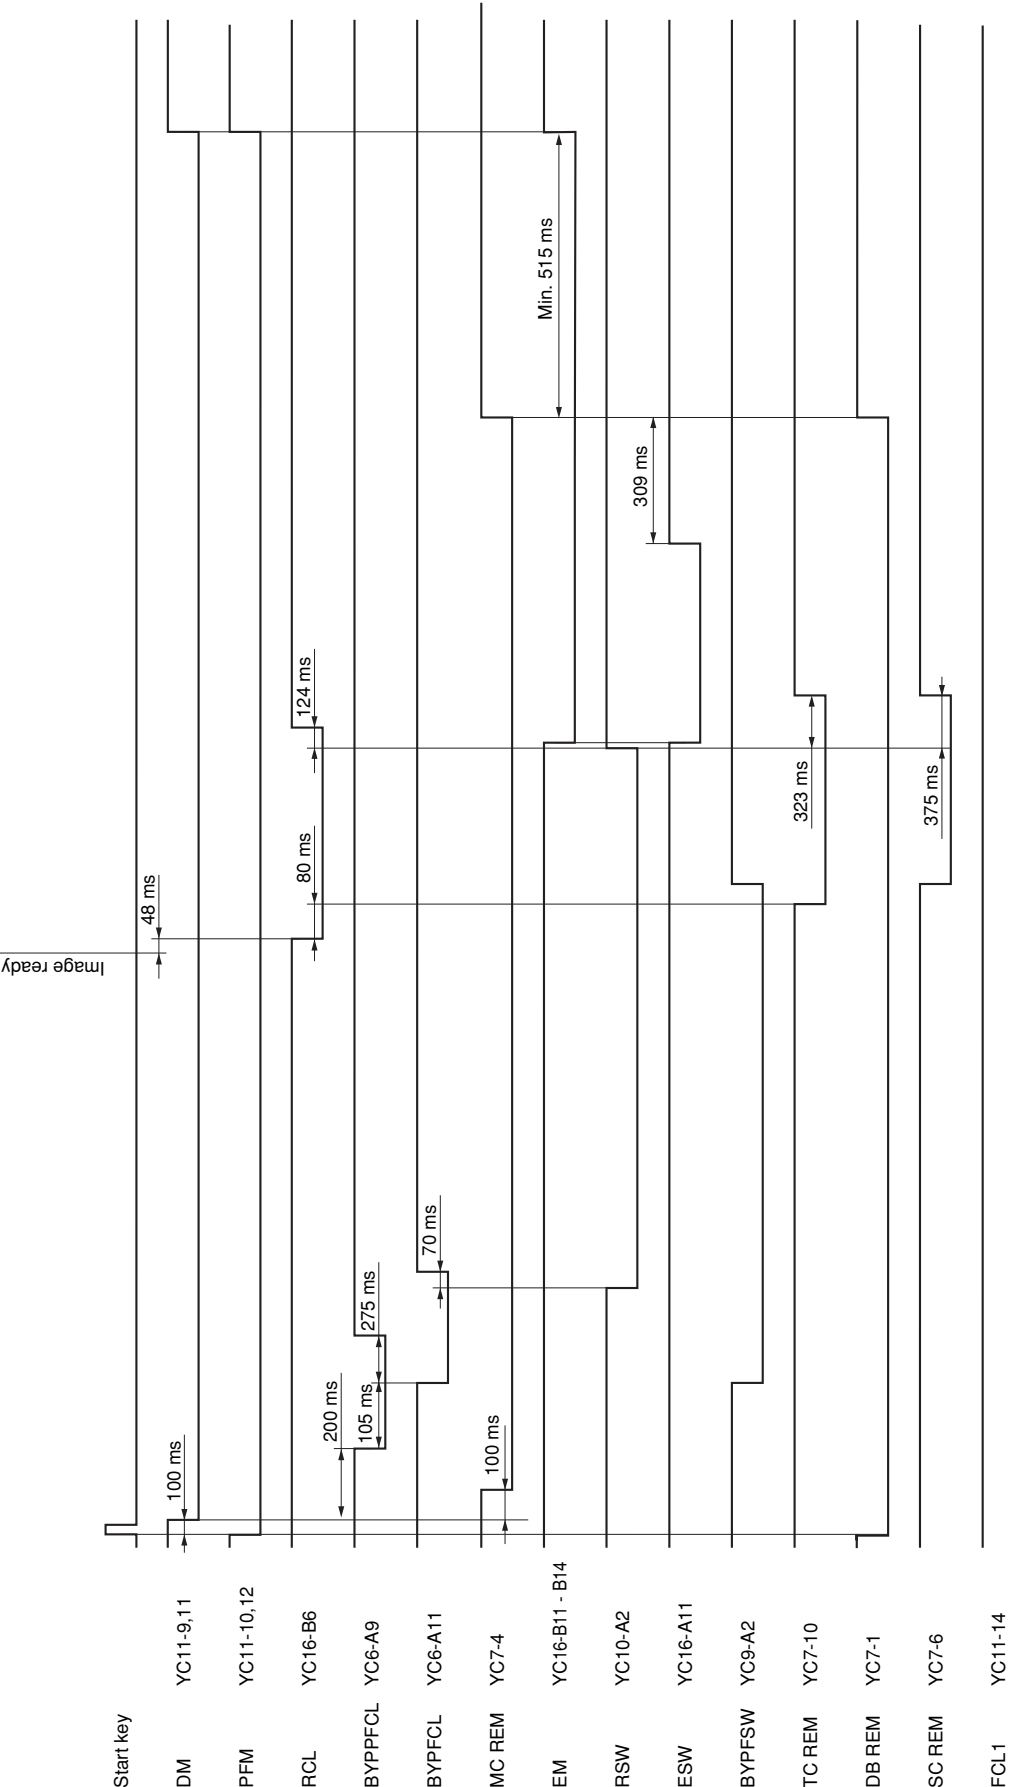 Start key
DM YC11-9,11
PFM YC11-10,12
RCL YC16-B6
BYPPFCL YC6-A9
BYPFCL YC6-A11
MC REM YC7-4
EM YC16-B11 - B14
RSW YC10-A2
ESW YC16-A11
BYPFSW YC9-A2
TC REM YC7-10
DB REM YC7-1
SC REM YC7-6
FCL1 YC11-14
Image ready
100 ms
48 ms
80 ms
124 ms
200 ms
105 ms
275 ms
70 ms
100 ms
Min. 515 ms
309 ms
323 ms
375 ms